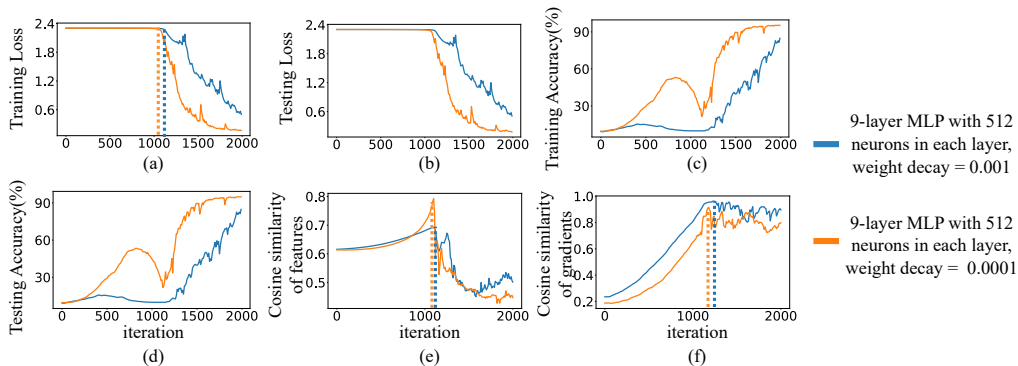 2.4
1.8
1.2
0.6
Training Loss
0 500 1000 1500 2000
(a)
2.4
1.8
1.2
0.6
Testing Loss
0 500 1000 1500 2000
(b)
90
60
30
Training Accuracy(%)
0 500 1000 1500 2000
(c)
9-layer MLP with 512
neurons in each layer,
weight decay = 0.001
9-layer MLP with 512
neurons in each layer,
weight decay = 0.0001
90
60
30
Testing Accuracy(%)
0 500 1000 1500 2000
iteration
(d)
0.8
0.7
0.6
0.5
Cosine similarity
of features
0 1000 2000
iteration
(e)
1.0
0.8
0.6
0.4
0.2
Cosine similarity
of gradients
0 500 1000 1500 2000
iteration
(f)